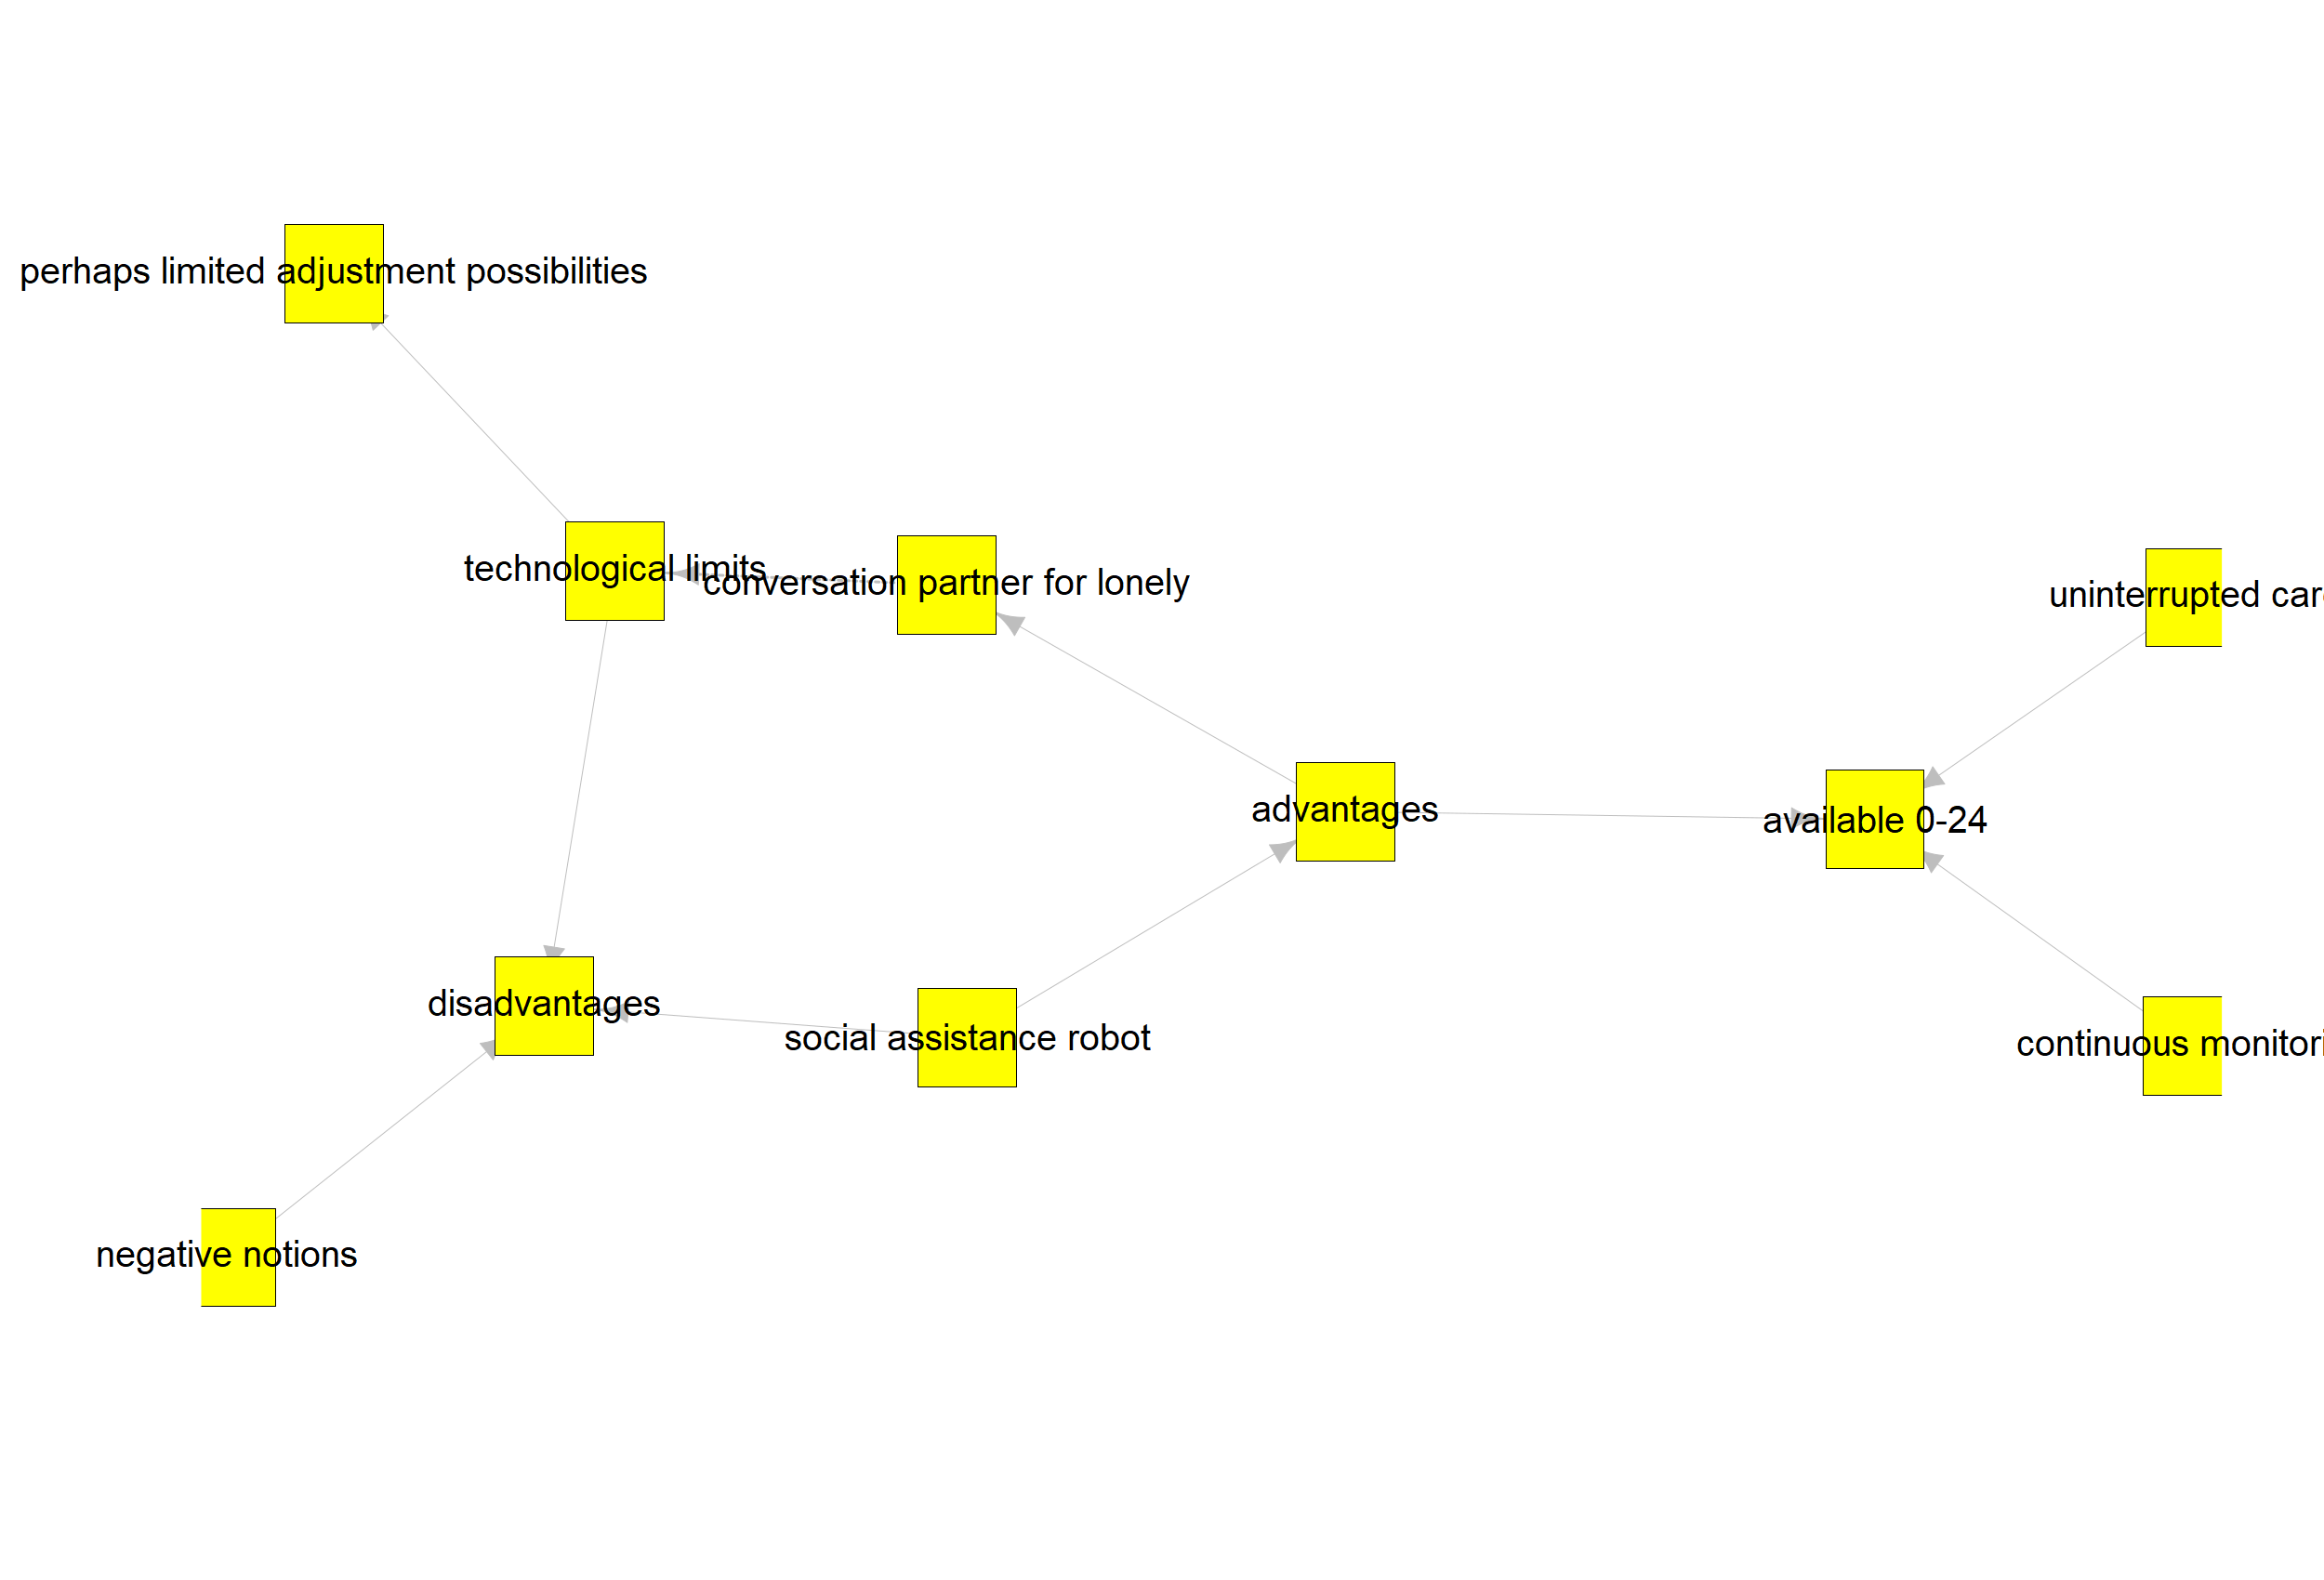 perhaps limited adjustment possibilities
technological limits
conversation partner for lonely
uninterrupted car
advantages
available 0-24
disadvantages
social assistance robot
continuous monitori
negative notions